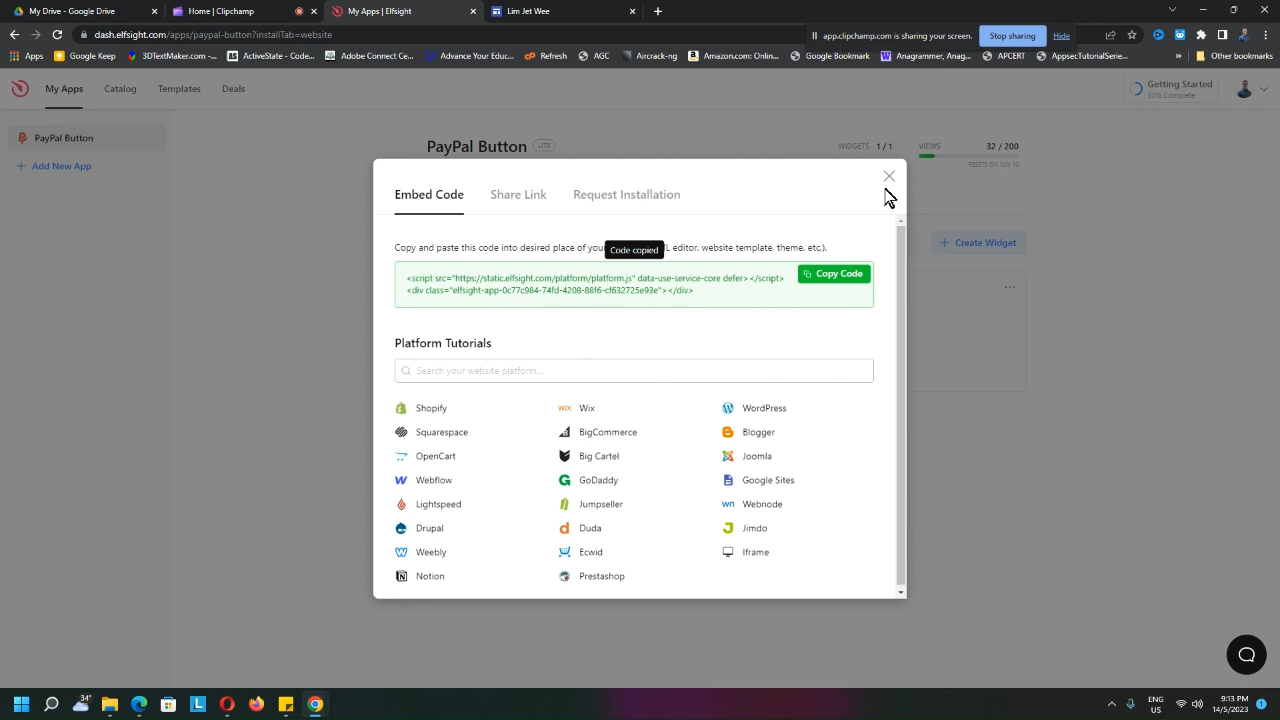 My Drive - Google Drive
Home | Clipchamp
My Apps | Elfsight
Lim Jet Wee
dash.elfsight.com/apps/payal-button?installTab=website
app.clipchamp.com is sharing your screen.
Stop sharing
Hide
Apps
Google Keep
3DTextMaker.com -...
ActiveState - Code...
Adobe Connect Ce...
Advance Your Educ...
Refresh
AGC
Aircrack-ng
Amazon.com: Onlin...
Google Bookmark
Anagrammer, Anag...
APCERT
AppsecTutorialSerie...
Other bookmarks
My Apps
Catalog
Templates
Deals
Getting Started
50% Complete
PayPal Button
Add New App
PayPal Button LITE
WIDGETS 1 / 1
VIEWS 32 / 200
RESETS ON JUN 10
Create Widget
Embed Code
Share Link
Request Installation
Copy and paste this code into desired place of you
L editor, website template, theme, etc.).
Code copied
<script src="https://static.elfsight.com/platform/platform.js" data-use-service-core defer></script>
<div class="elfsight-app-0c77c984-74fd-4208-88f6-cf632725e93e"></div>
Copy Code
Platform Tutorials
Search your website platform...
Shopify
Wix
WordPress
Squarespace
BigCommerce
Blogger
OpenCart
Big Cartel
Joomla
Webflow
GoDaddy
Google Sites
Lightspeed
Jumpseller
Webnode
Drupal
Duda
Jimdo
Weebly
Ecwid
Iframe
Notion
Prestashop
34°
ENG
US
9:13 PM
14/5/2023